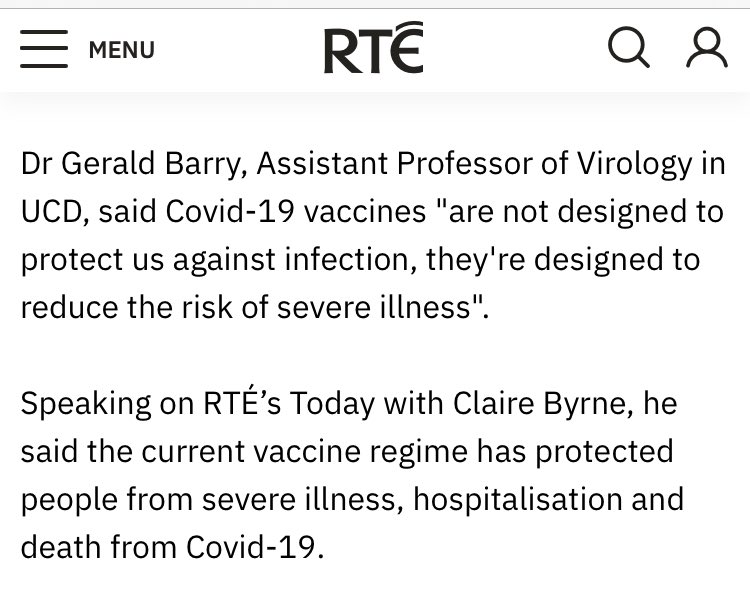 MENU
RTÉ
Dr Gerald Barry, Assistant Professor of Virology in
UCD, said Covid-19 vaccines "are not designed to
protect us against infection, they're designed to
reduce the risk of severe illness".
Speaking on RTÉ’s Today with Claire Byrne, he
said the current vaccine regime has protected
people from severe illness, hospitalisation and
death from Covid-19.